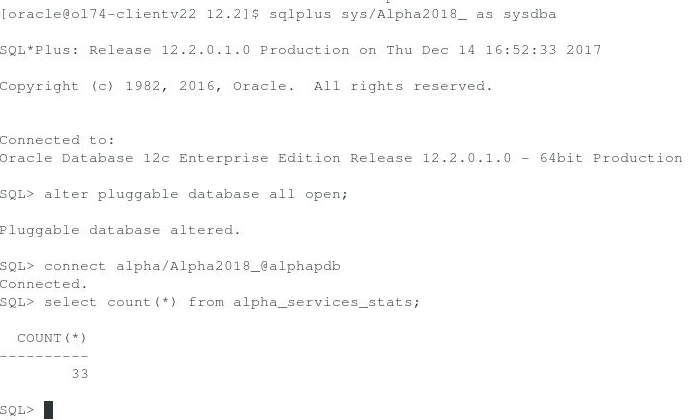 [oracle@ol74-clientv22 12.2]$ sqlplus sys/Alpha2018_ as sysdba
SQL*Plus: Release 12.2.0.1.0 Production on Thu Dec 14 16:52:33 2017
Copyright (c) 1982, 2016, Oracle.  All rights reserved.
Connected to:
Oracle Database 12c Enterprise Edition Release 12.2.0.1.0 - 64bit Production
SQL> alter pluggable database all open;
Pluggable database altered.
SQL> connect alpha/Alpha2018_@alphapdb
Connected.
SQL> select count(*) from alpha_services_stats;
  COUNT(*)
----------
        33
SQL>